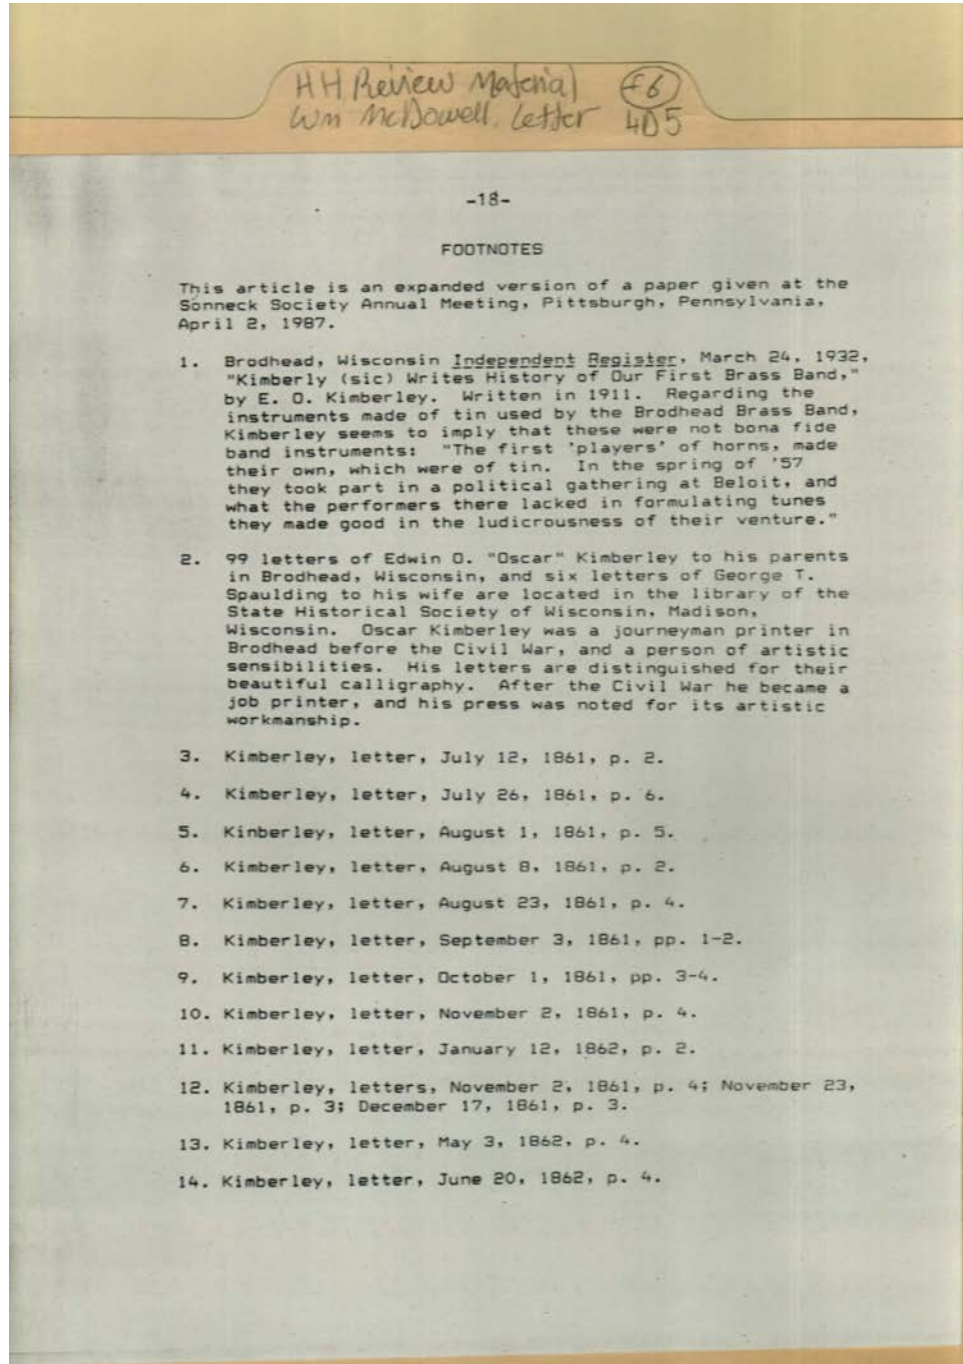 HH Review Material f6
Wm McDowell. Letter 4D5
-18-
FOOTNOTES
This article is an expanded version of a paper given at the
Sonneck Society Annual Meeting, Pittsburgh, Pennsylvania,
April 2, 1987.
1. Brodhead, Wisconsin Independent Register, March 24, 1932,
"Kimberly (sic) Writes History of Our First Brass Band,"
by E. O. Kimberley. Written in 1911. Regarding the
instruments made of tin used by the Brodhead Brass Band,
Kimberley seems to imply that these were not bona fide
band instruments: "The first 'players' of horns, made
their own, which were of tin. In the spring of '57
they took part in a political gathering at Beloit, and
what the performers there lacked in formulating tunes
they made good in the ludicrousness of their venture."
2. 99 letters of Edwin O. "Oscar" Kimberley to his parents
in Brodhead, Wisconsin, and six letters of George T.
Spaulding to his wife are located in the library of the
State Historical Society of Wisconsin, Madison,
Wisconsin. Oscar Kimberley was a journeyman printer in
Brodhead before the Civil War, and a person of artistic
sensibilities. His letters are distinguished for their
beautiful calligraphy. After the Civil War he became a
job printer, and his press was noted for its artistic
workmanship.
3. Kimberley, letter, July 12, 1861, p. 2.
4. Kimberley, letter, July 26, 1861, p. 6.
5. Kinberley, letter, August 1, 1861, p. 5.
6. Kimberley, letter, August 8, 1861, p. 2.
7. Kimberley, letter, August 23, 1861, p. 4.
8. Kimberley, letter, September 3, 1861, pp. 1-2.
9. Kimberley, letter, October 1, 1861, pp. 3-4.
10. Kimberley, letter, November 2, 1861, p. 4.
11. Kimberley, letter, January 12, 1862, p. 2.
12. Kimberley, letters, November 2, 1861, p. 4; November 23,
1861, p. 3; December 17, 1861, p. 3.
13. Kimberley, letter, May 3, 1862, p. 4.
14. Kimberley, letter, June 20, 1862, p. 4.